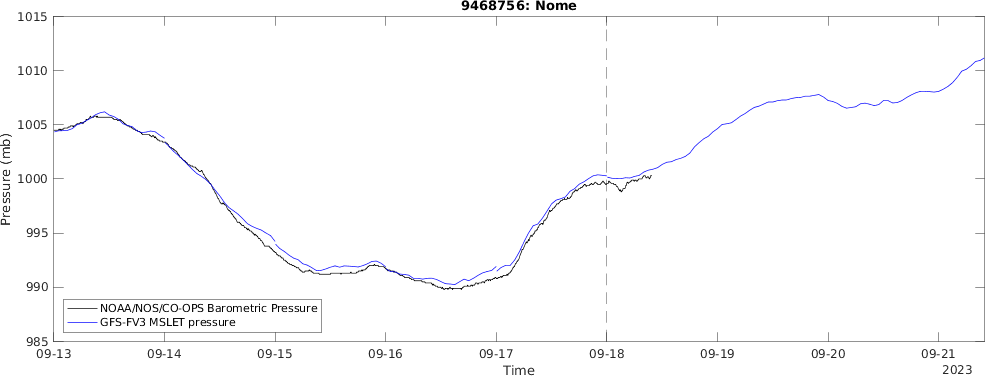 9468756: Nome
1015
1010
1005
1000
995
990
985
Pressure (mb)
NOAA/NOS/CO-OPS Barometric Pressure
GFS-FV3 MSLET pressure
09-13 09-14 09-15 09-16 09-17 09-18 09-19 09-20 09-21
Time
2023